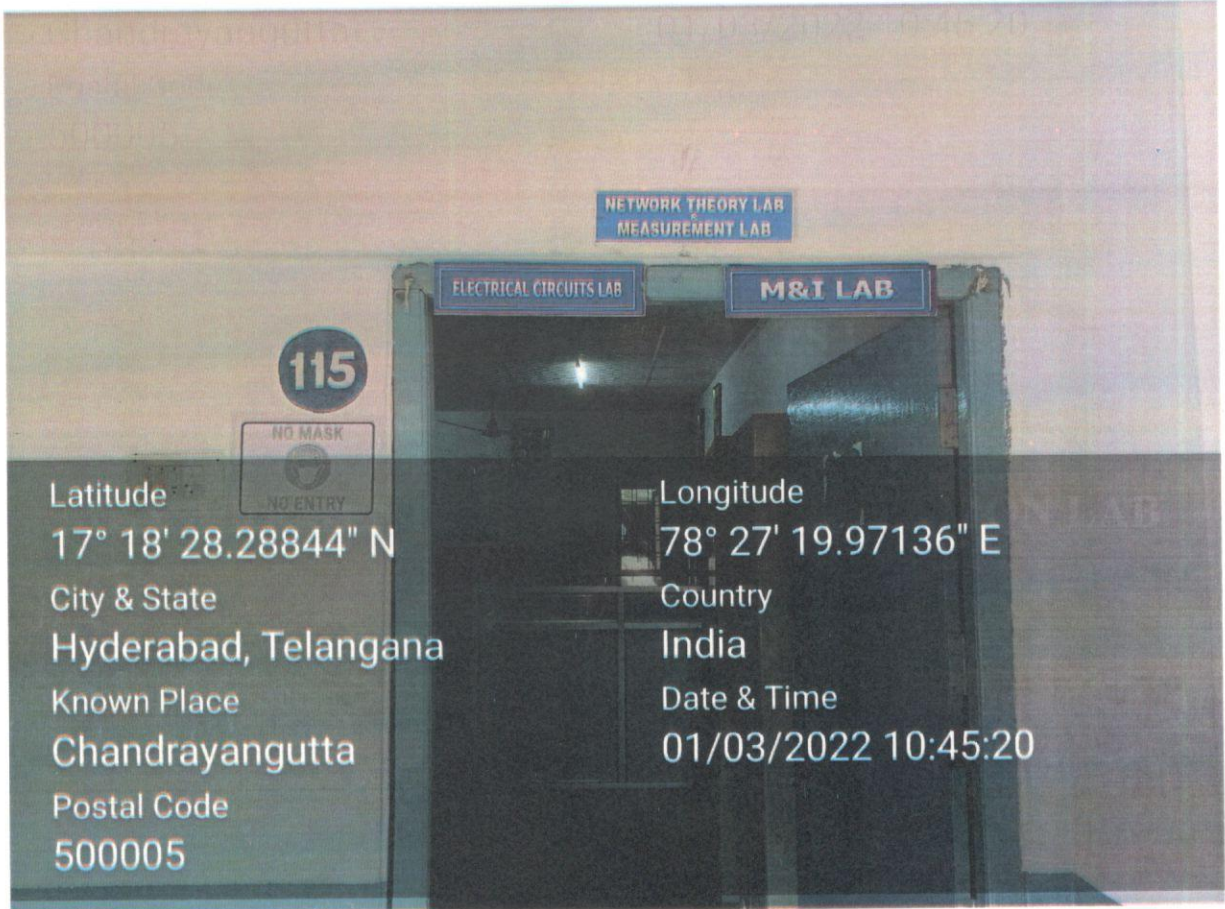 NETWORK THEORY LAB
&
MEASUREMENT LAB
ELECTRICAL CIRCUITS LAB
M&I LAB
115
NO MASK
NO ENTRY
Latitude
17° 18' 28.28844" N
Longitude
78° 27' 19.97136" E
City & State
Hyderabad, Telangana
Country
India
Known Place
Chandrayangutta
Date & Time
01/03/2022 10:45:20
Postal Code
500005